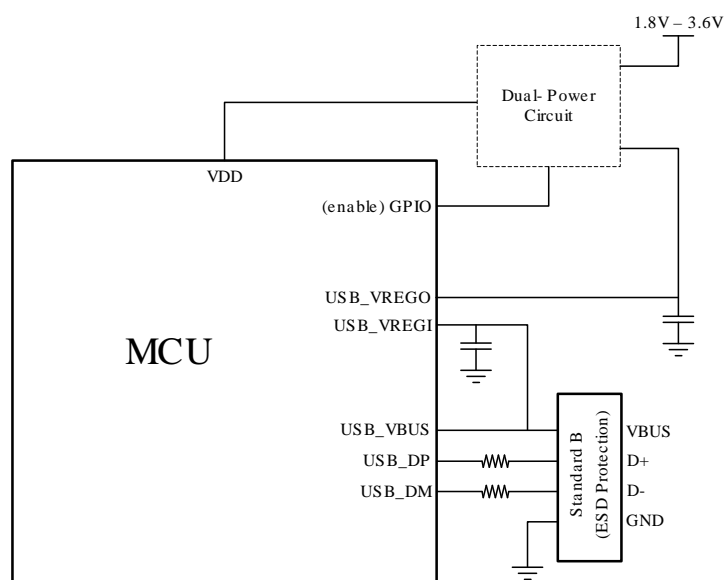 1.8V – 3.6V
Dual- Power
Circuit
VDD
(enable) GPIO
USB_VREGO
USB_VREGI
MCU
USB_VBUS
USB_DP
USB_DM
Standard B
(ESD Protection)
VBUS
D+
D-
GND